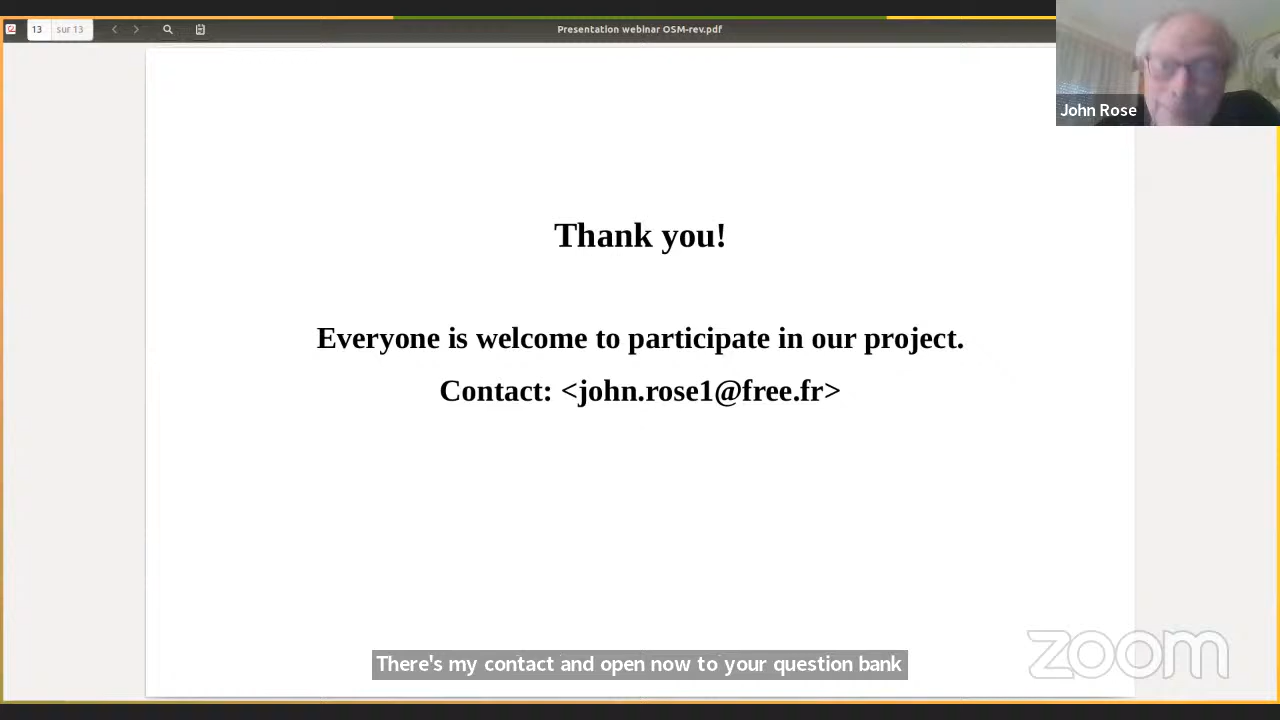 13 sur 13
Presentation webinar OSM-rev.pdf
John Rose
Thank you!
Everyone is welcome to participate in our project.
Contact: <john.rose1@free.fr>
There's my contact and open now to your question bank
zoom